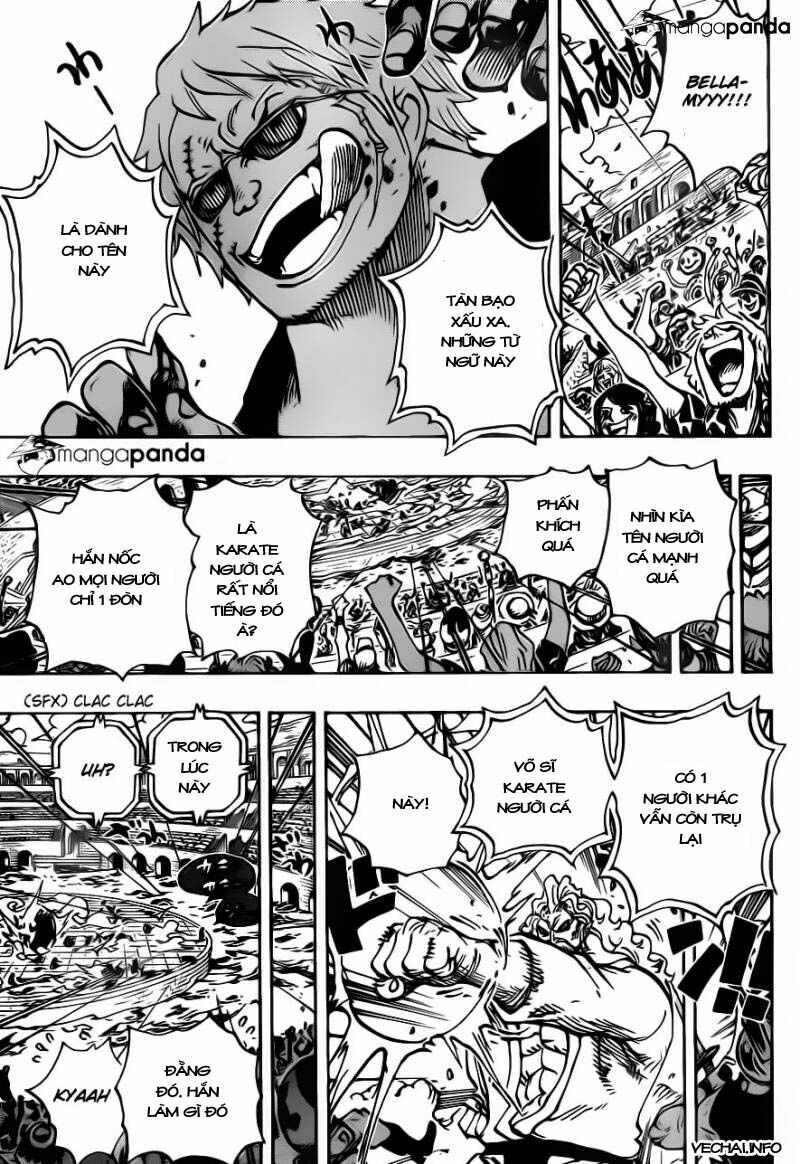 mangapanda
BELLA-
MYYY!!!
TÀN BẠO
XẤU XA.
NHỮNG TỪ
NGỮ NÀY
LÀ DÀNH
CHO TÊN
NÀY
mangapanda
NHÌN KÌA
TÊN NGƯỜI
CÁ MẠNH
QUÁ
PHẤN
KHÍCH
QUÁ
LÀ
KARATE
NGƯỜI CÁ
RẤT NỔI
TIẾNG ĐÓ
À?
HẮN NỐC
AO MỌI NGƯỜI
CHỈ 1 ĐÒN
CÓ 1
NGƯỜI KHÁC
VẪN CÒN TRỤ
LẠI
VÕ SĨ
KARATE
NGƯỜI CÁ
NÀY!
(SFX) CLAC CLAC
TRONG
LÚC
NÀY
UH?
ĐẰNG
ĐÓ. HẮN
LÀM GÌ ĐÓ
KYAAH
VECHAI.INFO